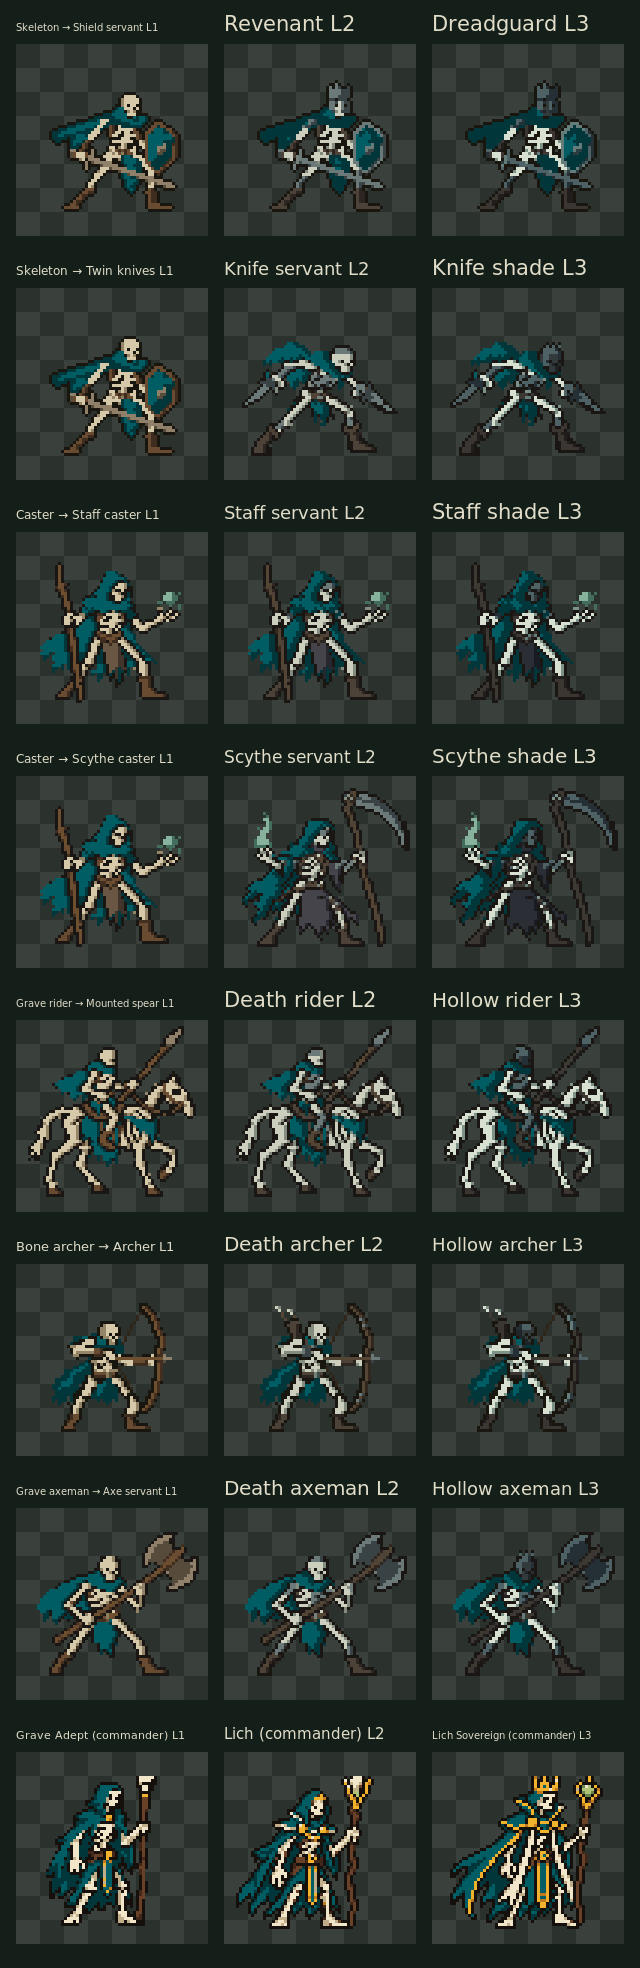 Skeleton → Shield servant L1
Revenant L2
Dreadguard L3
Skeleton → Twin knives L1
Knife servant L2
Knife shade L3
Caster → Staff caster L1
Staff servant L2
Staff shade L3
Caster → Scythe caster L1
Scythe servant L2
Scythe shade L3
Grave rider → Mounted spear L1
Death rider L2
Hollow rider L3
Bone archer → Archer L1
Death archer L2
Hollow archer L3
Grave axeman → Axe servant L1
Death axeman L2
Hollow axeman L3
Grave Adept (commander) L1
Lich (commander) L2
Lich Sovereign (commander) L3